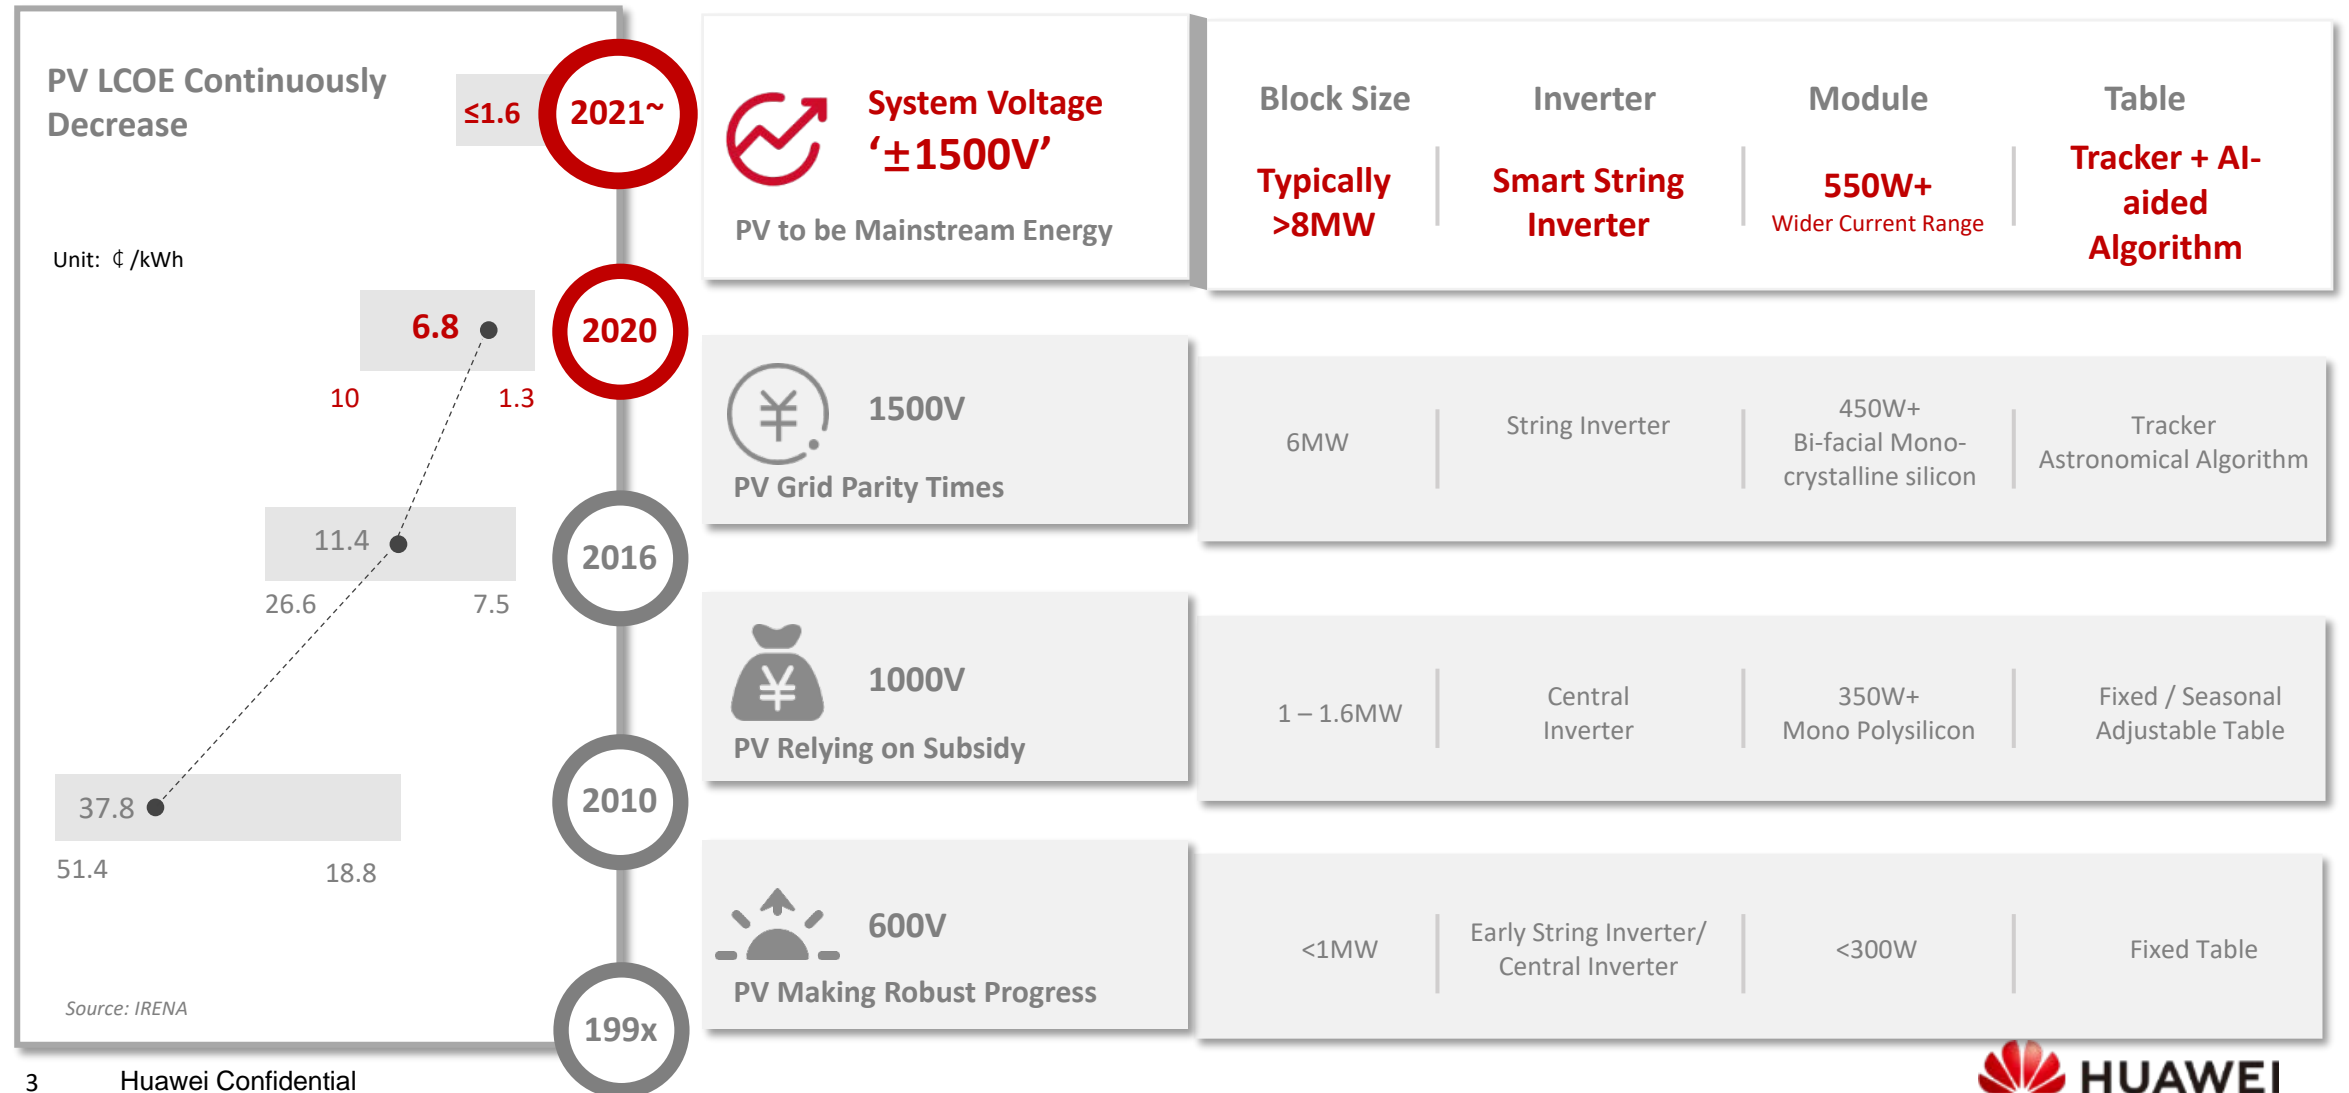 PV LCOE Continuously
Decrease
Unit: ¢/kWh
≤1.6
2021~
6.8
10
1.3
2020
11.4
26.6
7.5
2016
37.8
51.4
18.8
2010
199x
Source: IRENA
System Voltage
‘±1500V’
PV to be Mainstream Energy
Block Size
Inverter
Module
Table
Typically
>8MW
Smart String
Inverter
550W+
Wider Current Range
Tracker + AI-
aided
Algorithm
1500V
PV Grid Parity Times
6MW
String Inverter
450W+
Bi-facial Mono-
crystalline silicon
Tracker
Astronomical Algorithm
¥
1000V
PV Relying on Subsidy
1 – 1.6MW
Central
Inverter
350W+
Mono Polysilicon
Fixed / Seasonal
Adjustable Table
¥
600V
PV Making Robust Progress
<1MW
Early String Inverter/
Central Inverter
<300W
Fixed Table
3
Huawei Confidential
HUAWEI